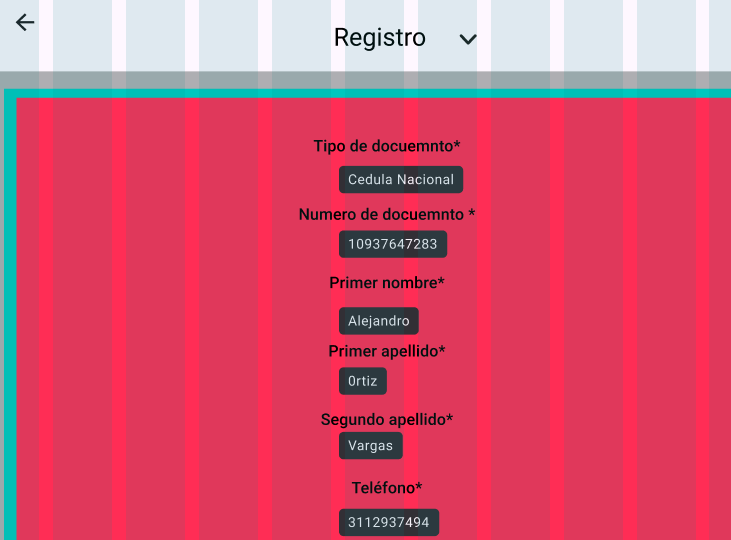 Registro
Tipo de docuemnto*
Cedula Nacional
Numero de docuemnto *
10937647283
Primer nombre*
Alejandro
Primer apellido*
0rtiz
Segundo apellido*
Vargas
Teléfono*
3112937494